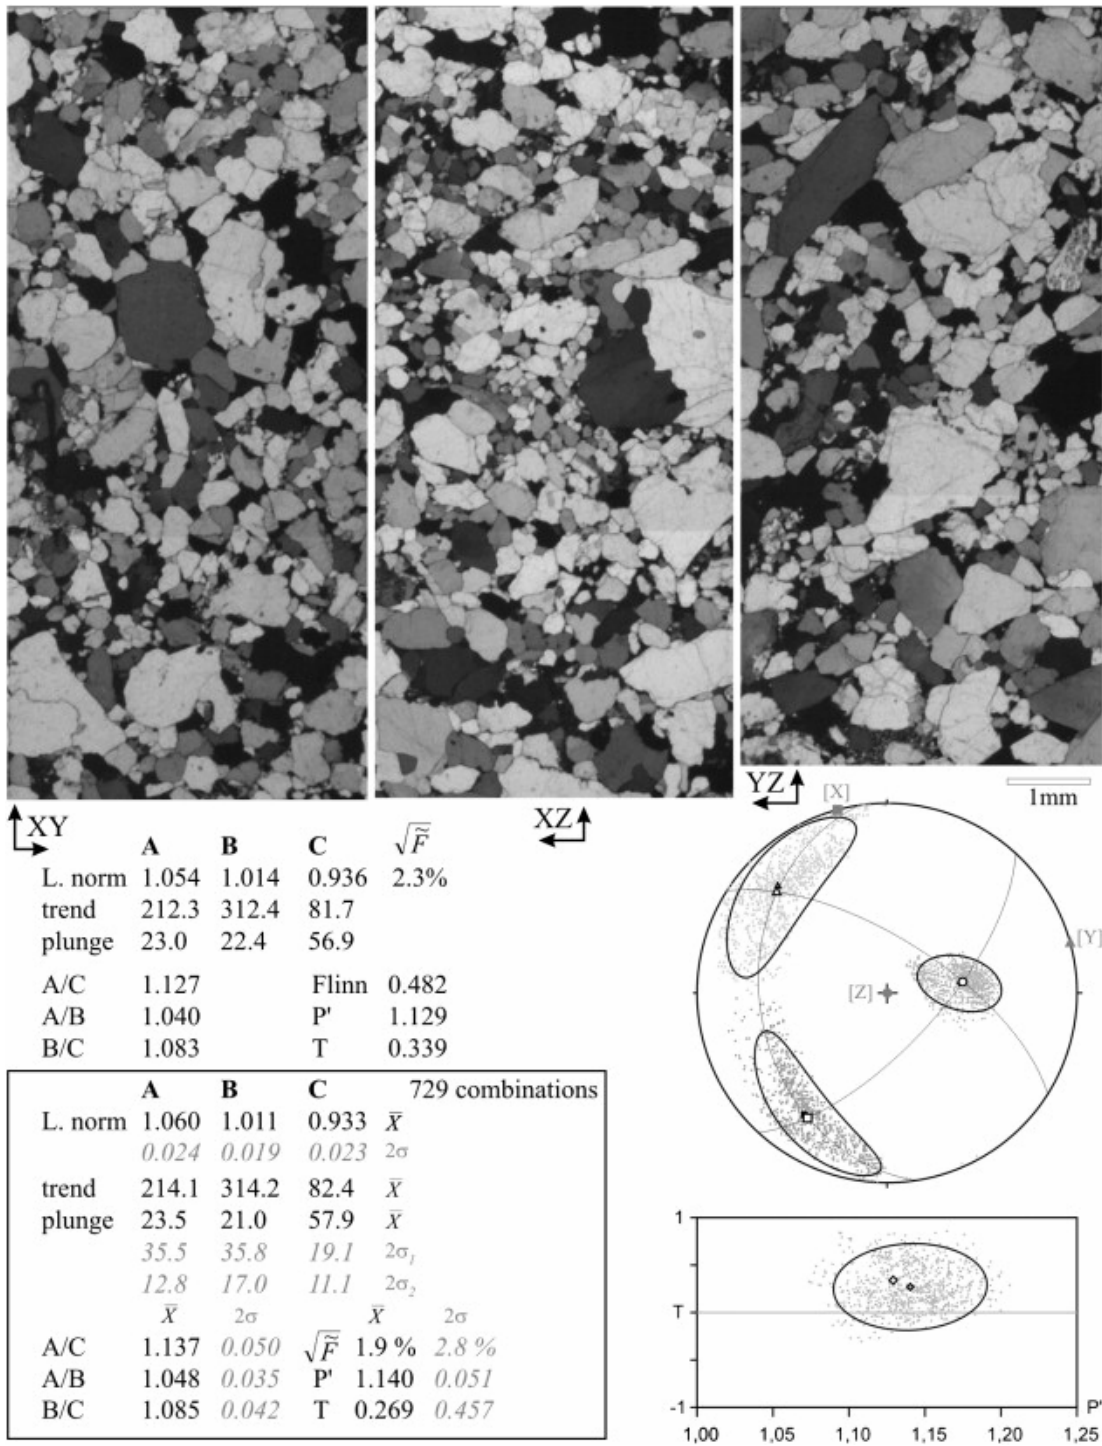 XY
XZ
YZ
1mm
A B C √F̃
L. norm 1.054 1.014 0.936 2.3%
trend 212.3 312.4 81.7
plunge 23.0 22.4 56.9
A/C 1.127 Flinn 0.482
A/B 1.040 P' 1.129
B/C 1.083 T 0.339
A B C 729 combinations
L. norm 1.060 1.011 0.933 X̄
0.024 0.019 0.023 2σ
trend 214.1 314.2 82.4 X̄
plunge 23.5 21.0 57.9 X̄
35.5 35.8 19.1 2σ₁
12.8 17.0 11.1 2σ₂
X̄ 2σ X̄ 2σ
A/C 1.137 0.050 √F̃ 1.9 % 2.8 %
A/B 1.048 0.035 P' 1.140 0.051
B/C 1.085 0.042 T 0.269 0.457
[X]
[Y]
[Z]
1
T
-1
P'
1,00 1,05 1,10 1,15 1,20 1,25